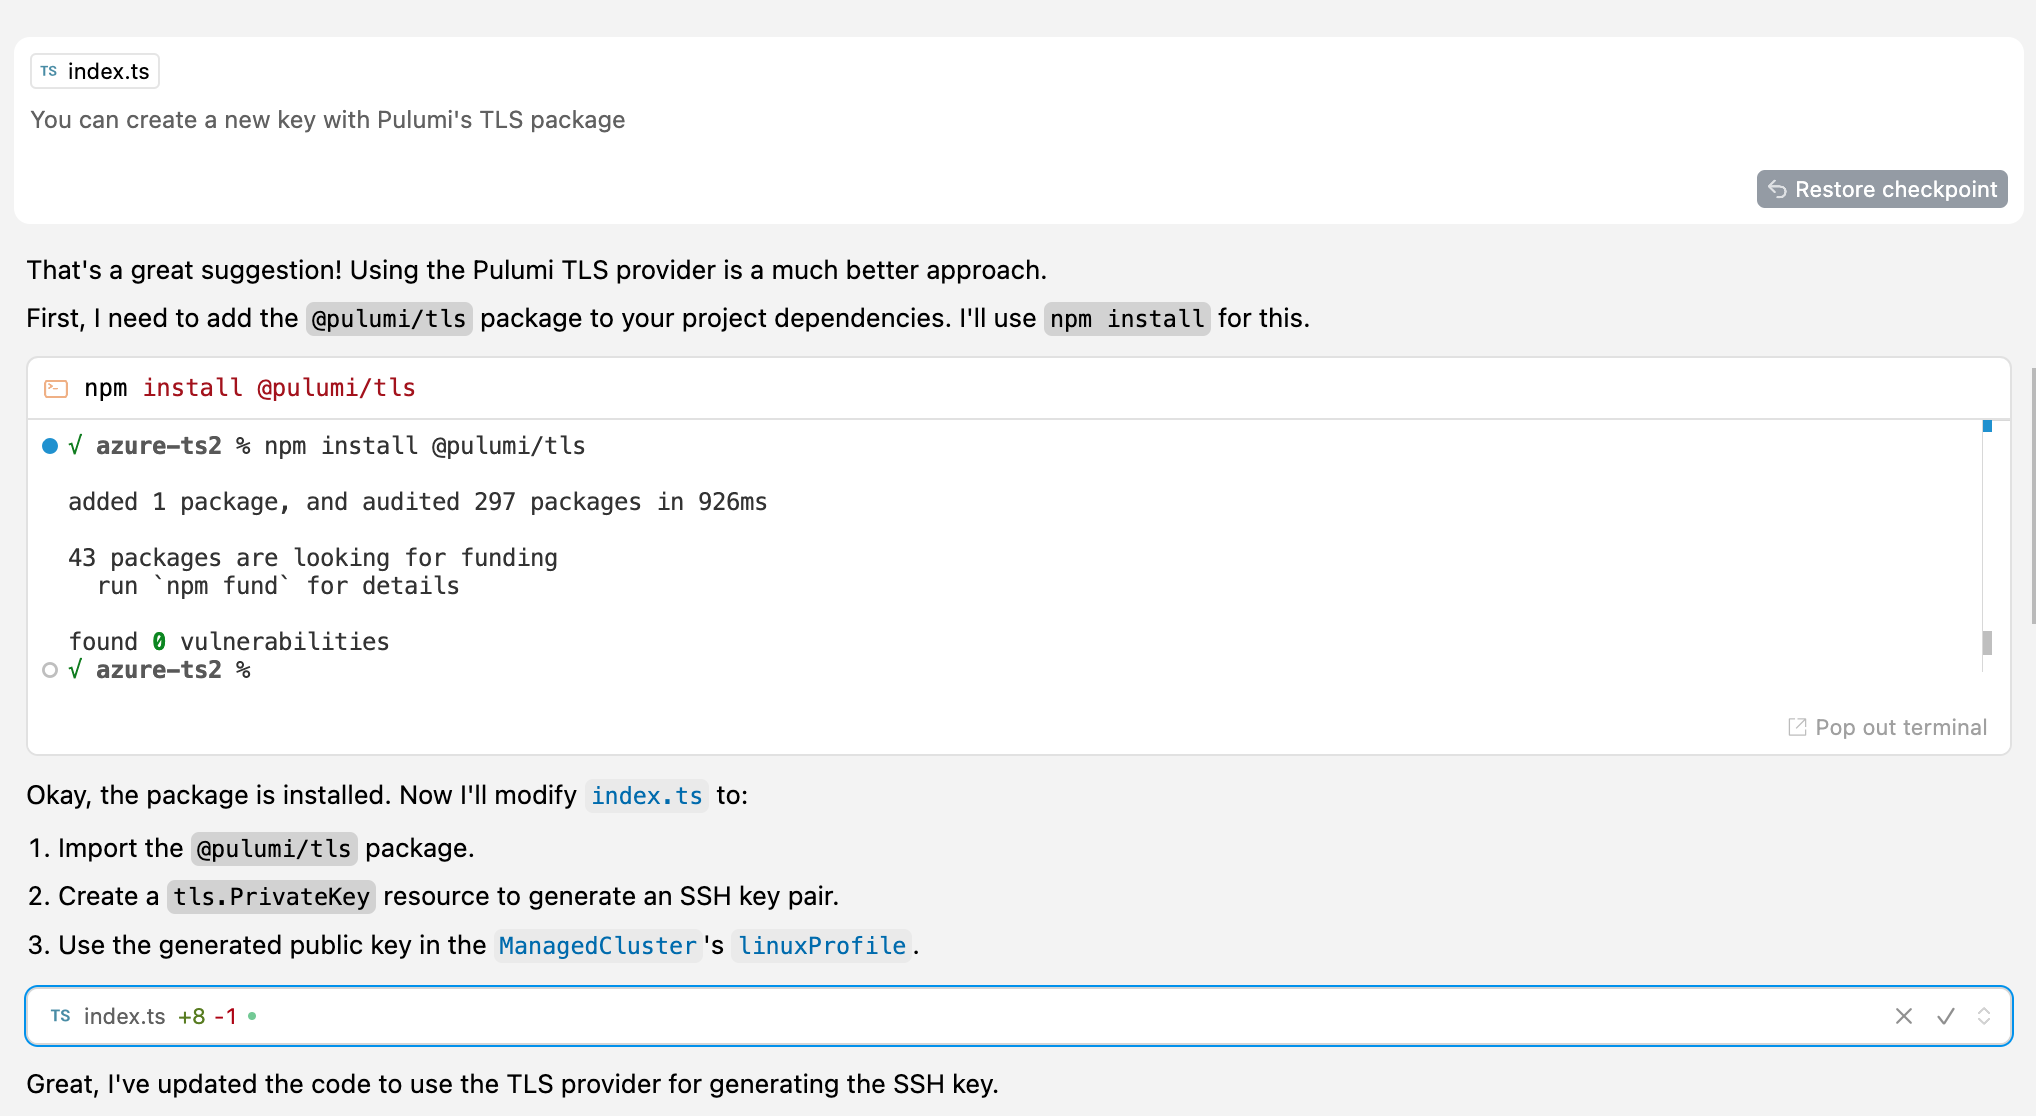 TS index.ts
You can create a new key with Pulumi's TLS package
Restore checkpoint
That's a great suggestion! Using the Pulumi TLS provider is a much better approach.
First, I need to add the @pulumi/tls package to your project dependencies. I'll use npm install for this.
npm install @pulumi/tls
√ azure-ts2 % npm install @pulumi/tls
added 1 package, and audited 297 packages in 926ms
43 packages are looking for funding
run `npm fund` for details
found 0 vulnerabilities
√ azure-ts2 %
Pop out terminal
Okay, the package is installed. Now I'll modify index.ts to:
1. Import the @pulumi/tls package.
2. Create a tls.PrivateKey resource to generate an SSH key pair.
3. Use the generated public key in the ManagedCluster's linuxProfile.
TS index.ts +8 -1
Great, I've updated the code to use the TLS provider for generating the SSH key.